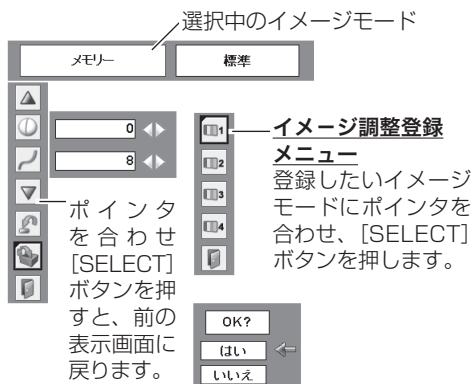 選択中のイメージモード
メモリー
標準
0
8
ポインタ
を合わせ
[SELECT]
ボタンを押
すと、前の
表示画面に
戻ります。
1
2
3
4
イメージ調整登録
メニュー
登録したいイメージ
モードにポインタを
合わせ、[SELECT]
ボタンを押します。
OK?
はい
いいえ